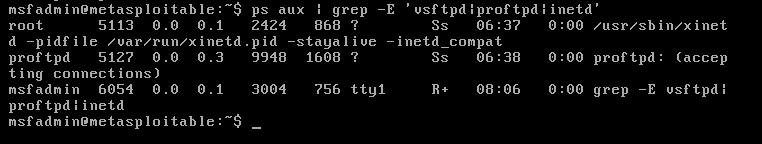 msfadmin@metasploitable:~$ ps aux | grep -E 'vsftpd|proftpd|inetd'
root      5113  0.0  0.1   2424   868 ?        Ss   06:37   0:00 /usr/sbin/xinet
d -pidfile /var/run/xinetd.pid -stayalive -inetd_compat
proftpd   5127  0.0  0.3   9948  1608 ?        Ss   06:38   0:00 proftpd: (accep
ting connections)
msfadmin  6054  0.0  0.1   3004   756 tty1     R+   08:06   0:00 grep -E vsftpd|
proftpd|inetd
msfadmin@metasploitable:~$ _